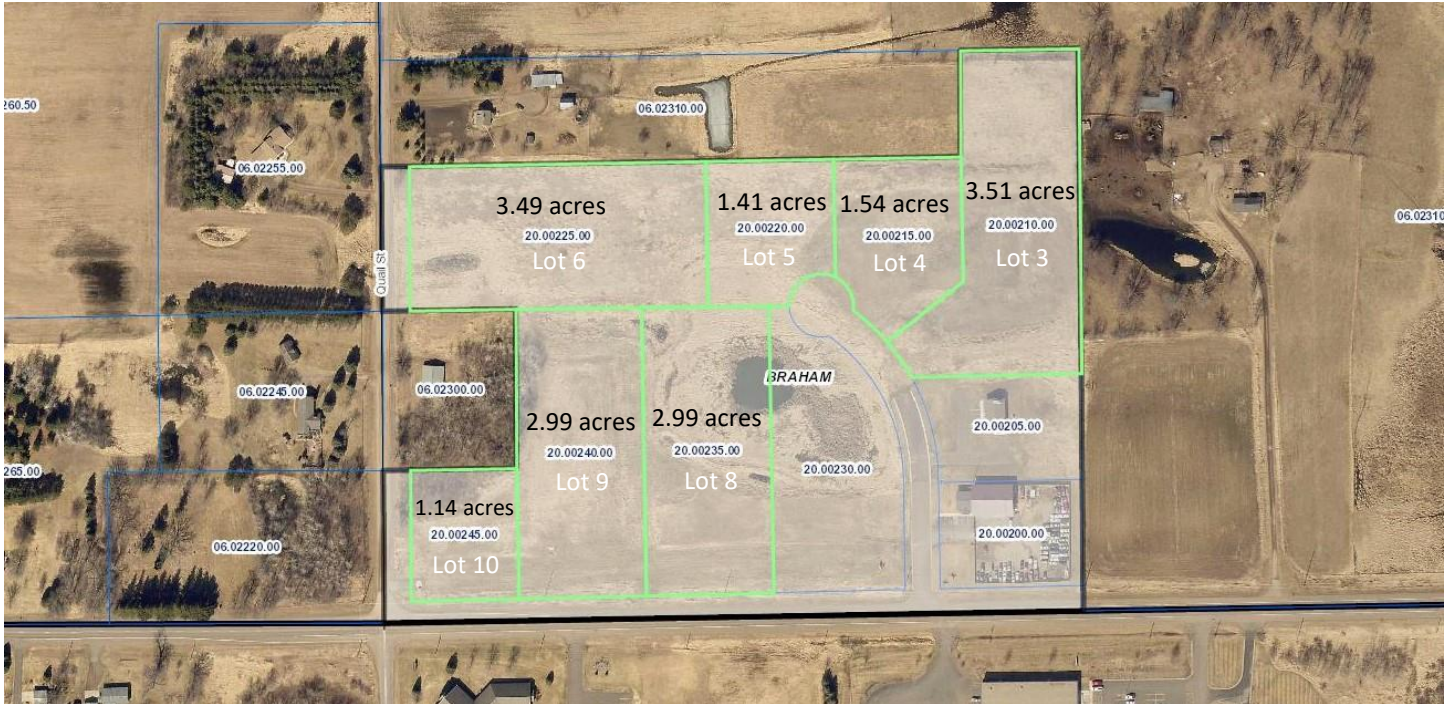 260.50
06.02310.00
06.02255.00
3.49 acres
20.00225.00
Lot 6
1.41 acres
20.00220.00
Lot 5
1.54 acres
20.00215.00
Lot 4
3.51 acres
20.00210.00
Lot 3
06.02310
Quail St
06.02245.00
06.02300.00
BRAHAM
2.99 acres
20.00240.00
Lot 9
2.99 acres
20.00235.00
Lot 8
20.00230.00
20.00205.00
265.00
1.14 acres
20.00245.00
Lot 10
06.02220.00
20.00200.00